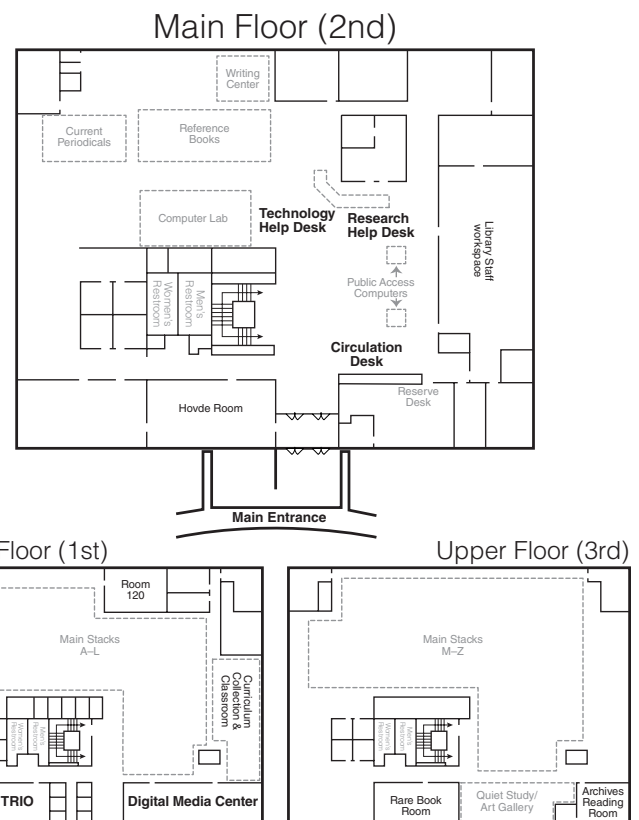 Main Floor (2nd)
Writing
Center
Current
Periodicals
Reference
Books
Computer Lab
Technology
Help Desk
Research
Help Desk
Library Staff
workspace
Public Access
Computers
Women's
Restroom
Men's
Restroom
Circulation
Desk
Reserve
Desk
Hovde Room
Main Entrance
Floor (1st)
Room
120
Main Stacks
A–L
Curriculum
Collection &
Classroom
Women's
Restroom
Men's
Restroom
TRIO
Digital Media Center
Upper Floor (3rd)
Main Stacks
M–Z
Women's
Restroom
Men's
Restroom
Rare Book
Room
Quiet Study/
Art Gallery
Archives
Reading
Room